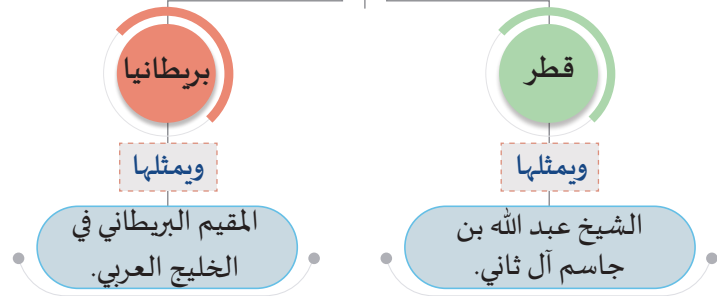 قطر
ويمثلها
الشيخ عبد الله بن
جاسم آل ثاني.
بريطانيا
ويمثلها
المقيم البريطاني في
الخليج العربي.